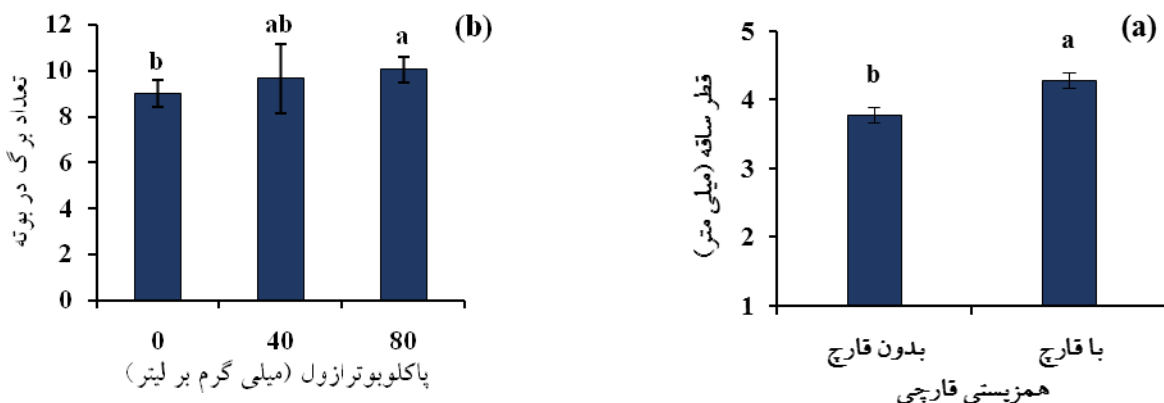 (a)
قطر ساقه (میلی متر)
5
4
3
2
1
b
a
بدون قارچ
با قارچ
همزیستی قارچی
(b)
تعداد برگ در بوته
12
10
8
6
4
2
0
b
ab
a
0
40
80
پاکلوبوترازول (میلی گرم بر لیتر)